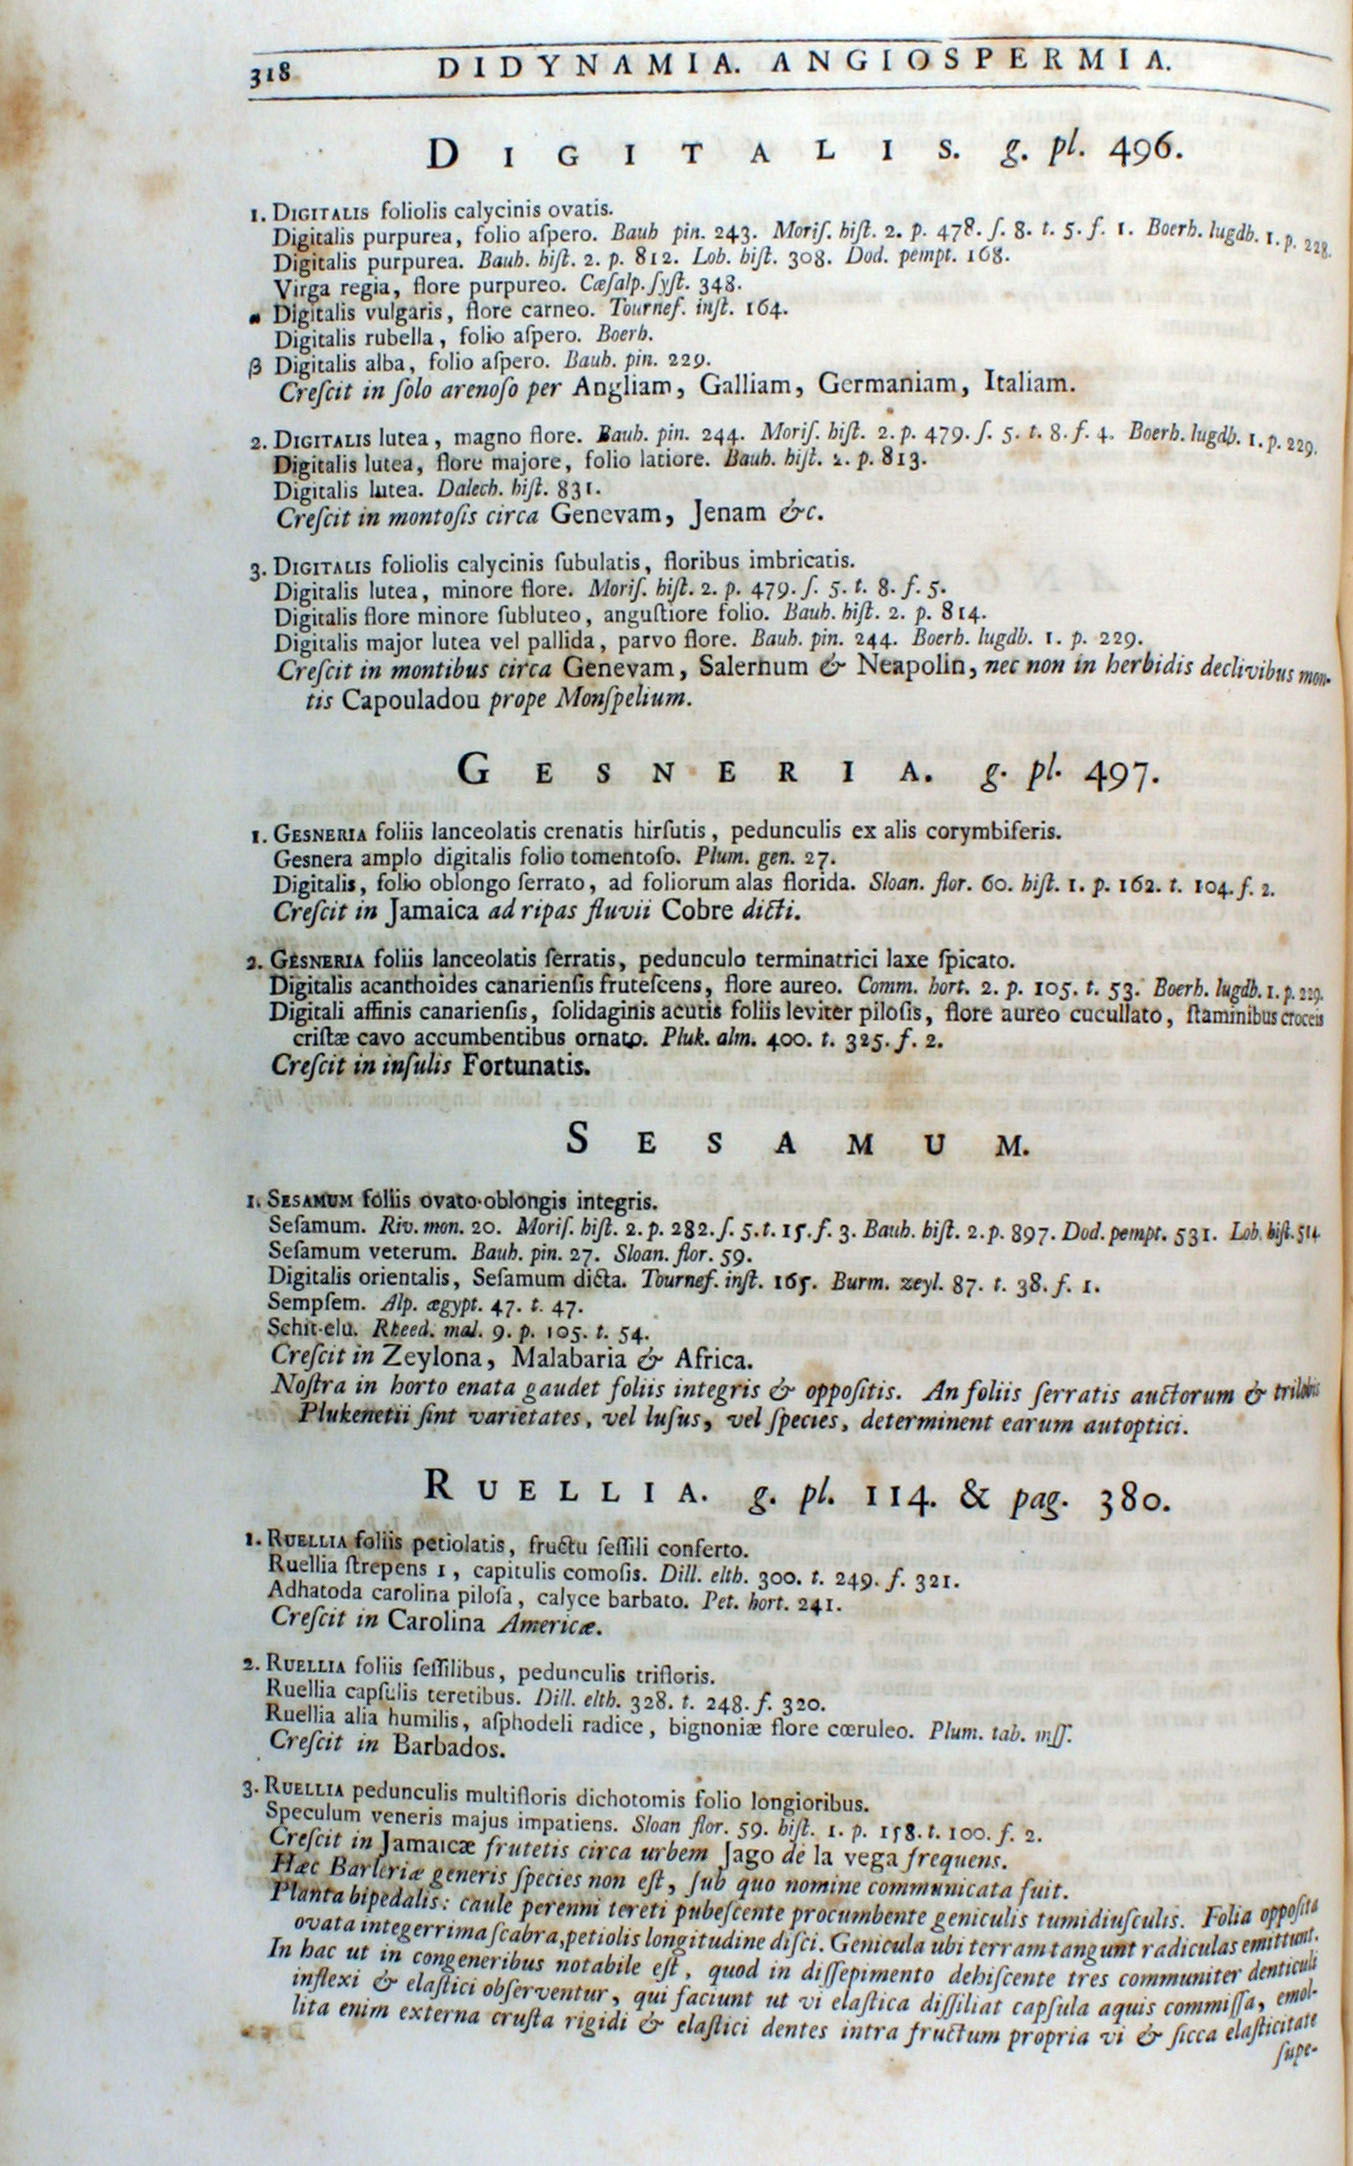 318 DIDYNAMIA. ANGIOSPERMIA.
DIGITALIS. g. pl. 496.
1. DIGITALIS foliolis calycinis ovatis.
Digitalis purpurea, folio aſpero. Bauh pin. 243. Moriſ. hiſt. 2. p. 478. ſ. 8. t. 5. f. 1. Boerh. lugdb. 1. p. 228.
Digitalis purpurea. Bauh. hiſt. 2. p. 812. Lob. hiſt. 308. Dod. pempt. 168.
Virga regia, flore purpureo. Cæſalp. ſyſt. 348.
Digitalis vulgaris, flore carneo. Tournef. inſt. 164.
Digitalis rubella, folio aſpero. Boerh.
β Digitalis alba, folio aſpero. Bauh. pin. 229.
Creſcit in ſolo arenoſo per Angliam, Galliam, Germaniam, Italiam.
2. DIGITALIS lutea, magno flore. Bauh. pin. 244. Moriſ. hiſt. 2. p. 479. ſ. 5. t. 8. f. 4. Boerh. lugdb. 1. p. 229.
Digitalis lutea, flore majore, folio latiore. Bauh. hiſt. 2. p. 813.
Digitalis lutea. Dalech. hiſt. 831.
Creſcit in montoſis circa Genevam, Jenam &c.
3. DIGITALIS foliolis calycinis ſubulatis, floribus imbricatis.
Digitalis lutea, minore flore. Moriſ. hiſt. 2. p. 479. ſ. 5. t. 8. f. 5.
Digitalis flore minore ſubluteo, anguſtiore folio. Bauh. hiſt. 2. p. 814.
Digitalis major lutea vel pallida, parvo flore. Bauh. pin. 244. Boerh. lugdb. 1. p. 229.
Creſcit in montibus circa Genevam, Salernum & Neapolin, nec non in herbidis declivibus mon-
tis Capouladou prope Monſpelium.
GESNERIA. g. pl. 497.
1. GESNERIA foliis lanceolatis crenatis hirſutis, pedunculis ex alis corymbiferis.
Gesnera amplo digitalis folio tomentoſo. Plum. gen. 27.
Digitalis, folio oblongo ſerrato, ad foliorum alas florida. Sloan. flor. 60. hiſt. 1. p. 162. t. 104. f. 2.
Creſcit in Jamaica ad ripas fluvii Cobre dicti.
2. GESNERIA foliis lanceolatis ſerratis, pedunculo terminatrici laxe ſpicato.
Digitalis acanthoides canarienſis fruteſcens, flore aureo. Comm. hort. 2. p. 105. t. 53. Boerh. lugdb. 1. p. 229.
Digitali affinis canarienſis, ſolidaginis acutis foliis leviter piloſis, flore aureo cucullato, ſtaminibus croceis
criſtæ cavo accumbentibus ornato. Pluk. alm. 400. t. 325. f. 2.
Creſcit in inſulis Fortunatis.
SESAMUM.
1. SESAMUM foliis ovato-oblongis integris.
Seſamum. Riv. mon. 20. Moriſ. hiſt. 2. p. 282. ſ. 5. t. 15. f. 3. Bauh. hiſt. 2. p. 897. Dod. pempt. 531. Lob. hiſt. 514
Seſamum veterum. Bauh. pin. 27. Sloan. flor. 59.
Digitalis orientalis, Seſamum dicta. Tournef. inſt. 165. Burm. zeyl. 87. t. 38. f. 1.
Sempſem. Alp. ægypt. 47. t. 47.
Schit-elu. Rheed. mal. 9. p. 105. t. 54.
Creſcit in Zeylona, Malabaria & Africa.
Noſtra in horto enata gaudet foliis integris & oppoſitis. An foliis ſerratis auctorum & trilobis
Plukenetii ſint varietates, vel luſus, vel ſpecies, determinent earum autoptici.
RUELLIA. g. pl. 114. & pag. 380.
1. RUELLIA foliis petiolatis, fructu ſeſſili conferto.
Ruellia ſtrepens 1, capitulis comoſis. Dill. elth. 300. t. 249. f. 321.
Adhatoda carolina piloſa, calyce barbato. Pet. hort. 241.
Creſcit in Carolina Americæ.
2. RUELLIA foliis ſeſſilibus, pedunculis trifloris.
Ruellia capſulis teretibus. Dill. elth. 328. t. 248. f. 320.
Ruellia alia humilis, aſphodeli radice, bignoniæ flore cœruleo. Plum. tab. mſſ.
Creſcit in Barbados.
3. RUELLIA pedunculis multifloris dichotomis folio longioribus.
Speculum veneris majus impatiens. Sloan flor. 59. hiſt. 1. p. 158. t. 100. f. 2.
Creſcit in Jamaicæ frutetis circa urbem Jago de la vega frequens.
Hæc Barleriæ generis ſpecies non eſt, ſub quo nomine communicata fuit.
Planta bipedalis: caule perenni tereti pubeſcente procumbente geniculis tumidiuſculis. Folia oppoſita
ovata integerrima ſcabra, petiolis longitudine diſci. Genicula ubi terram tangunt radiculas emittunt.
In hac ut in congeneribus notabile eſt, quod in diſſepimento dehiſcente tres communiter denticuli
inflexi & elaſtici obſerventur, qui faciunt ut vi elaſtica diſſiliat capſula aquis commiſſa, emol-
lita enim externa cruſta rigidi & elaſtici dentes intra fructum propria vi & ſicca elaſticitate
ſupe-